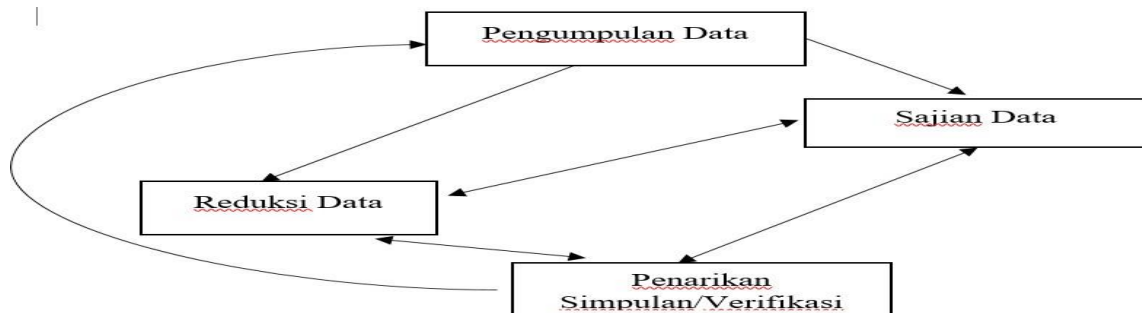 Pengumpulan Data
Sajian Data
Reduksi Data
Penarikan
Simpulan/Verifikasi